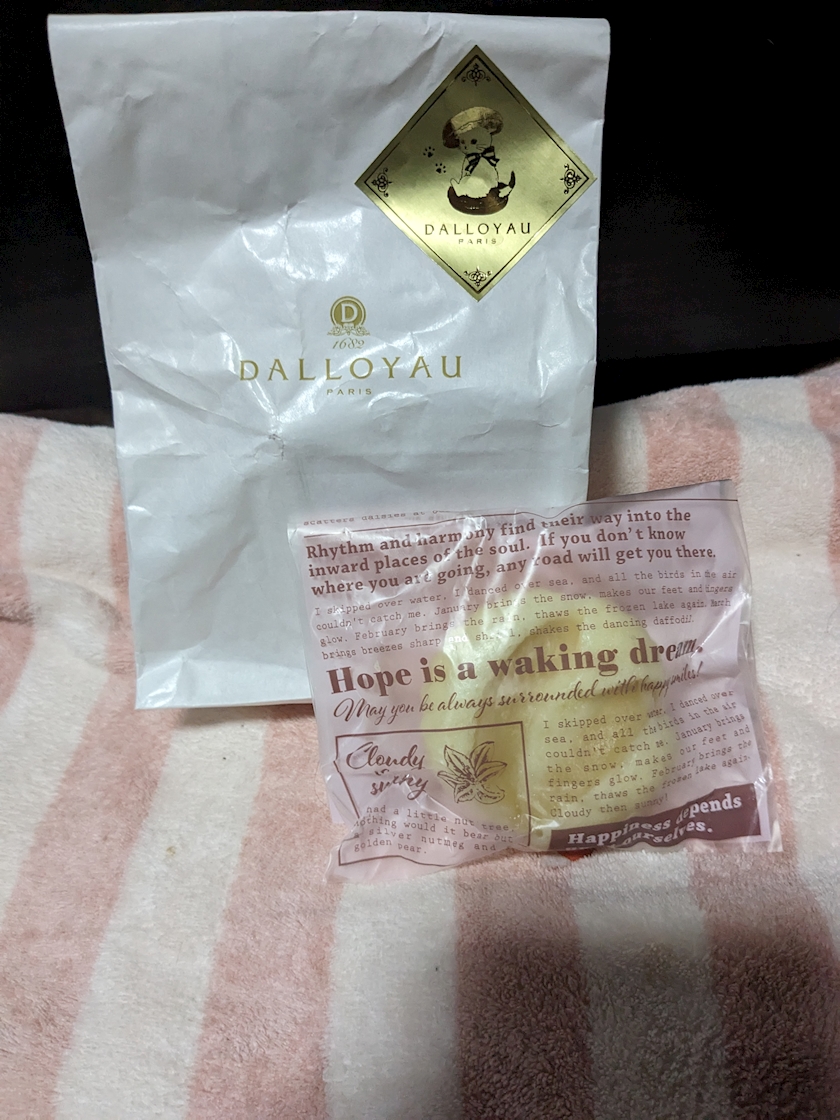 DALLOYAU
PARIS
D
1682
DALLOYAU
PARIS
scatters daisies at
Rhythm and harmony find their way into the
inward places of the soul. If you don't know
where you are going, any road will get you there.
I skipped over water, I danced over sea, and all the birds in the air
couldn't catch me. January brings the snow, makes our feet and fingers
glow. February brings the rain, thaws the frozen lake again. March
brings breezes sharp and shrill, shakes the dancing daffodil.
Hope is a waking dream.
May you be always surrounded with happy smiles!
Cloudy
sunny
had a little nut tree,
nothing would it bear but
a silver nutmeg and
golden pear.
I skipped over water, I danced over
sea, and all the birds in the air
couldn't catch me. January brings
the snow, makes our feet and
fingers glow. February brings the
rain, thaws the frozen lake again.
Cloudy then sunny!
Happiness depends
ourselves.